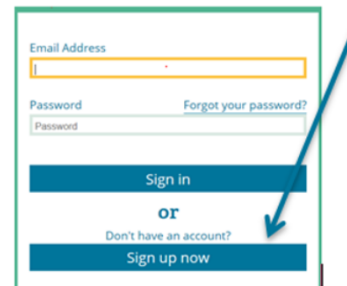 Email Address
Password Forgot your password?
Password
Sign in
or
Don't have an account?
Sign up now